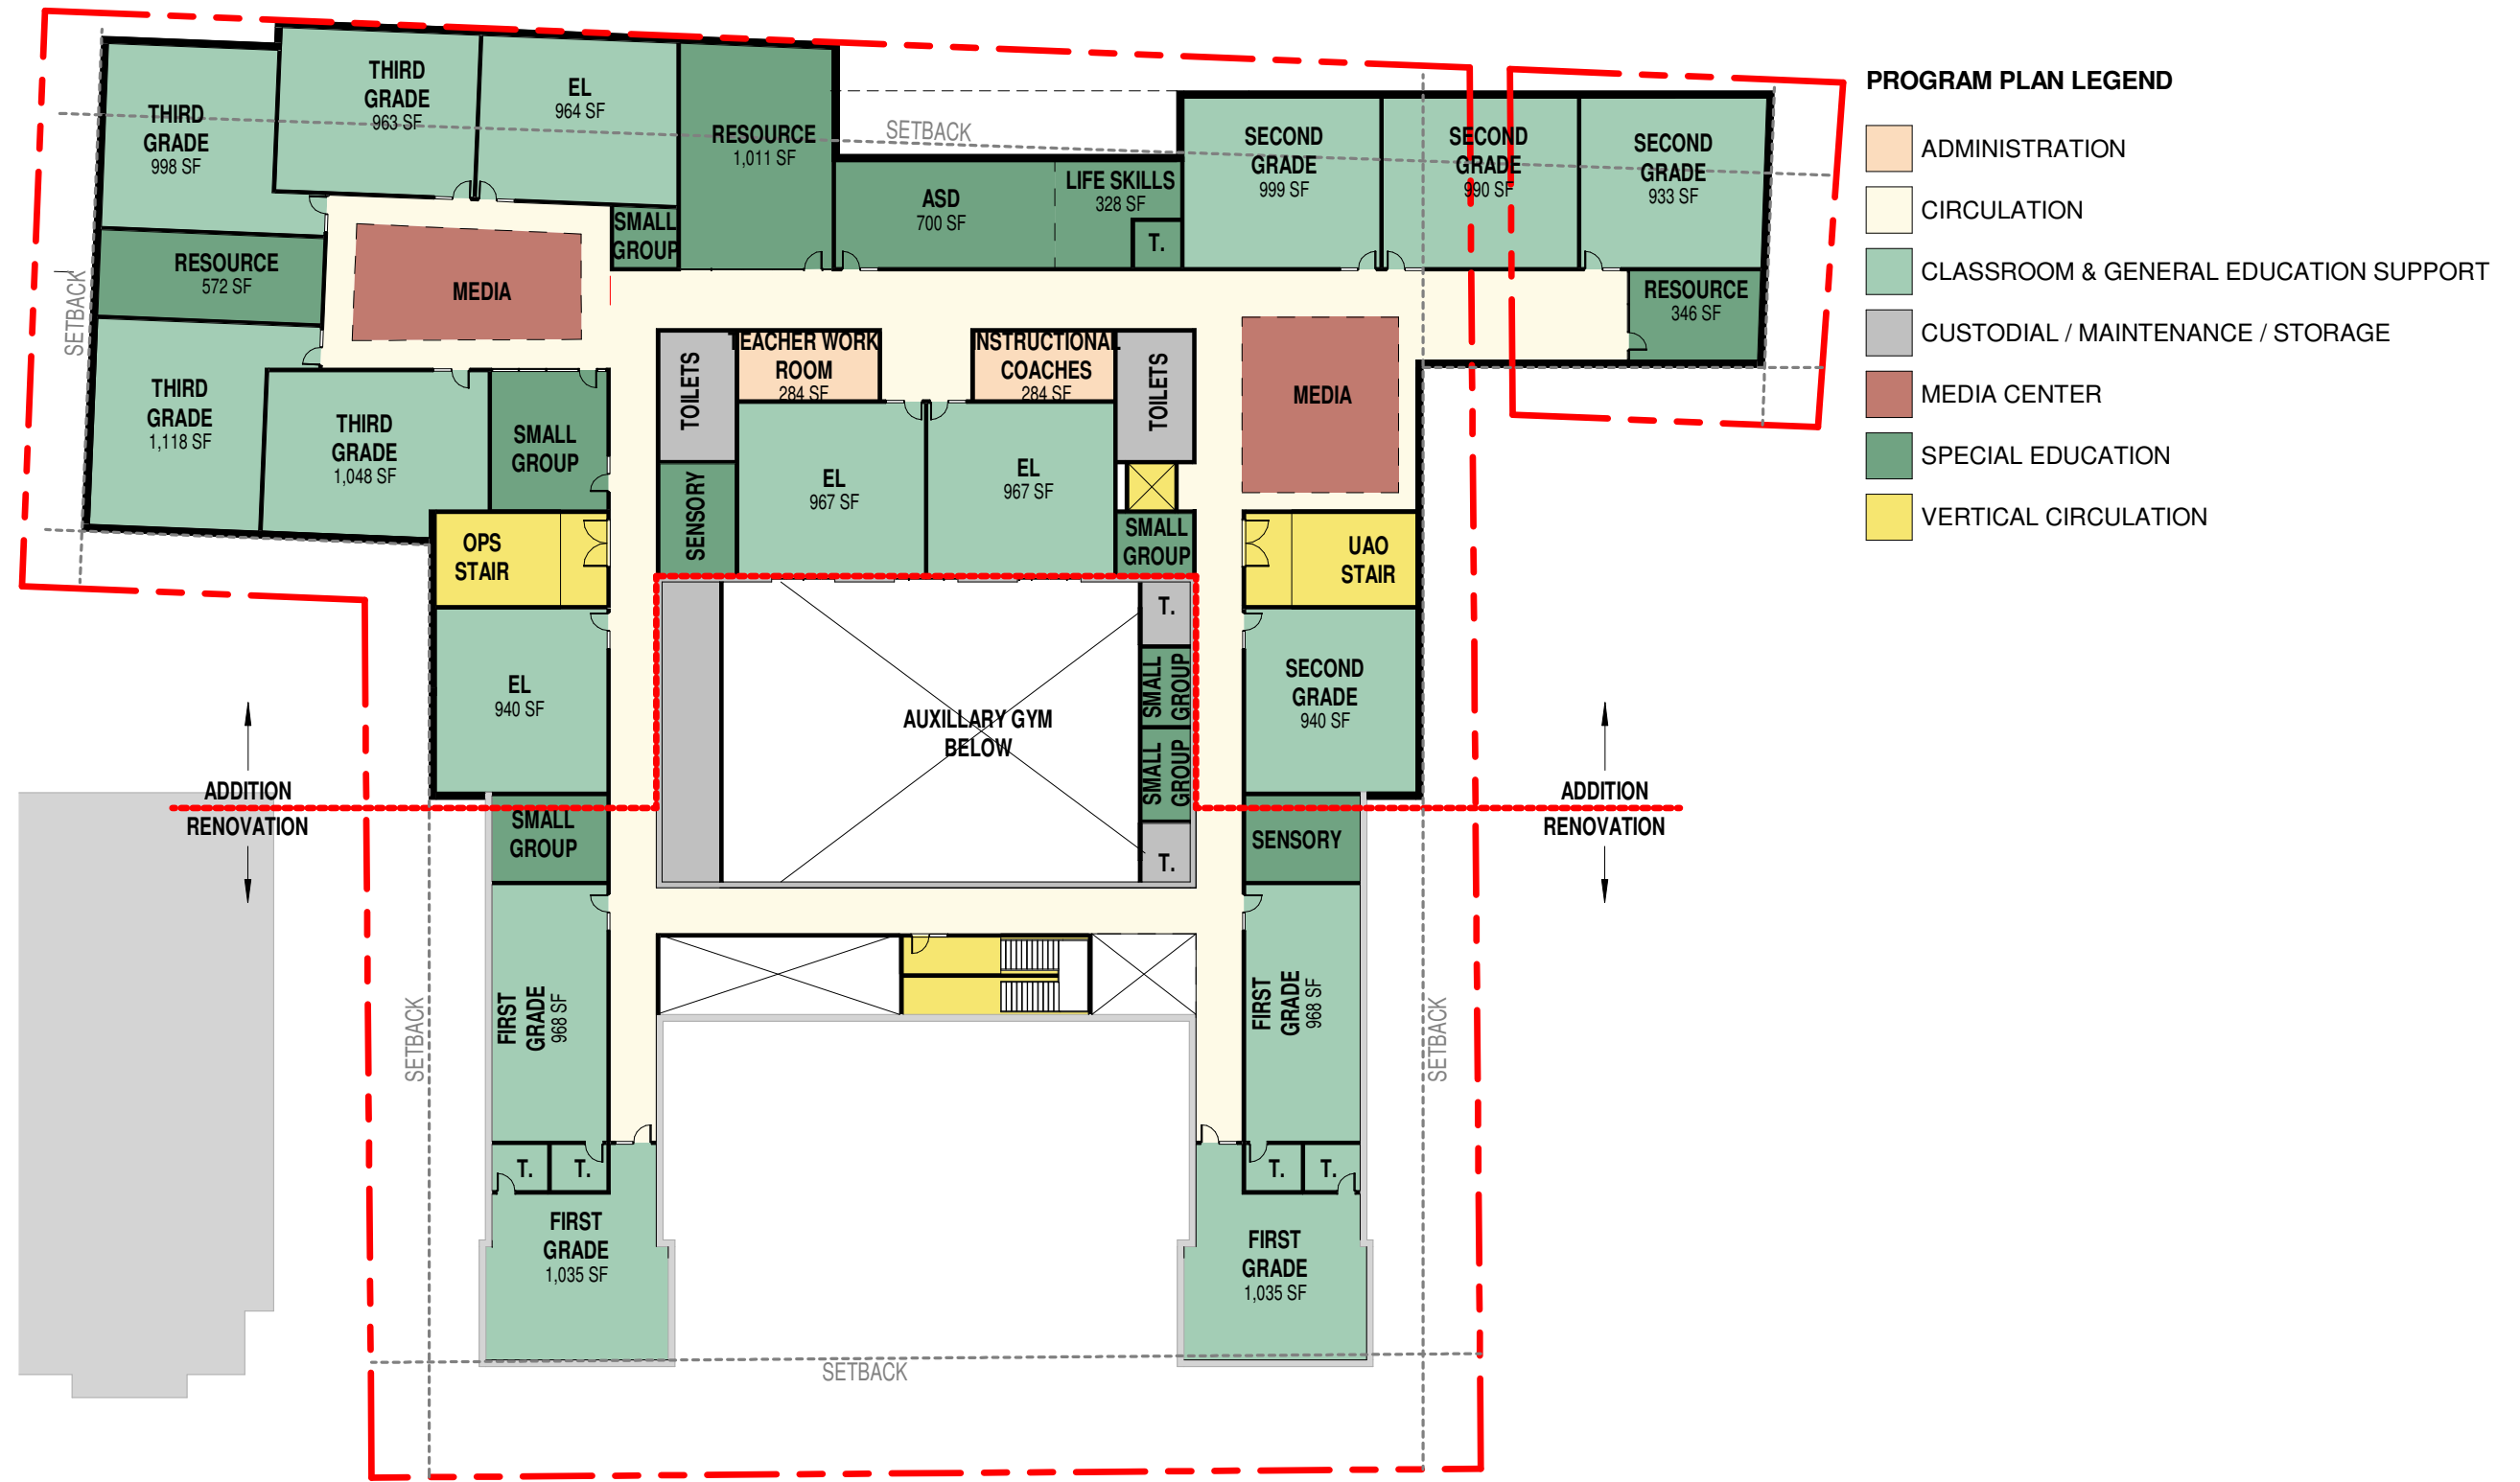 THIRD
GRADE
998 SF
THIRD
GRADE
963 SF
EL
964 SF
RESOURCE
1,011 SF
SETBACK
ASD
700 SF
LIFE SKILLS
328 SF
T.
SECOND
GRADE
999 SF
SECOND
GRADE
990 SF
SECOND
GRADE
933 SF
PROGRAM PLAN LEGEND
ADMINISTRATION
CIRCULATION
CLASSROOM & GENERAL EDUCATION SUPPORT
CUSTODIAL / MAINTENANCE / STORAGE
MEDIA CENTER
SPECIAL EDUCATION
VERTICAL CIRCULATION
SMALL
GROUP
RESOURCE
572 SF
MEDIA
RESOURCE
346 SF
SETBACK
TOILETS
EACHER WORK
ROOM
284 SF
NSTRUCTIONAL
COACHES
284 SF
TOILETS
MEDIA
THIRD
GRADE
1,118 SF
THIRD
GRADE
1,048 SF
SMALL
GROUP
SENSORY
EL
967 SF
EL
967 SF
SMALL
GROUP
OPS
STAIR
UAO
STAIR
T.
EL
940 SF
SMALL
GROUP
SECOND
GRADE
940 SF
AUXILLARY GYM
BELOW
SMALL
GROUP
ADDITION
RENOVATION
ADDITION
RENOVATION
SMALL
GROUP
SENSORY
T.
FIRST
GRADE
968 SF
FIRST
GRADE
968 SF
SETBACK
SETBACK
T.
T.
T.
T.
FIRST
GRADE
1,035 SF
FIRST
GRADE
1,035 SF
SETBACK